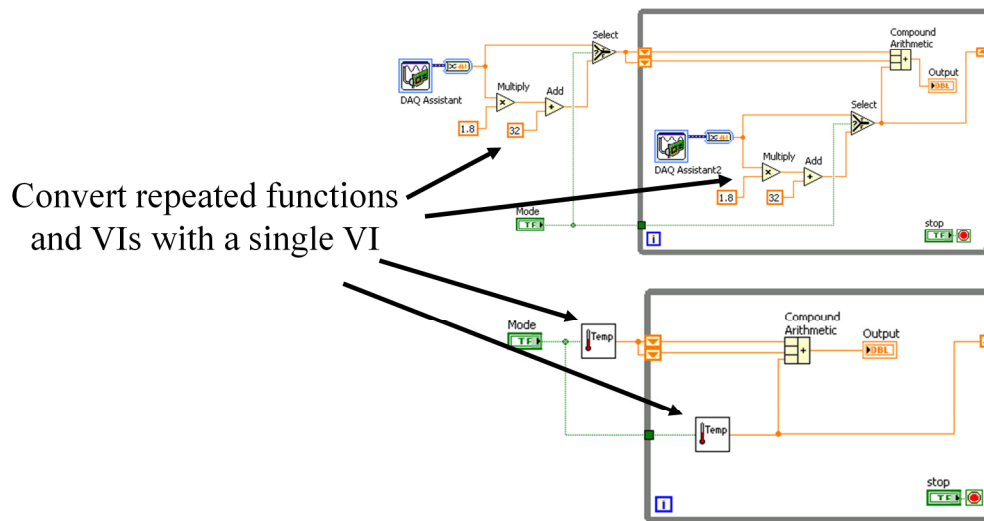 Select
Compound
Arithmetic
Output
DBL
DAQ Assistant
Multiply
Add
1.8
32
Select
DAQ Assistant2
Multiply
Add
1.8
32
Convert repeated functions
and VIs with a single VI
Mode
TF
i
stop
TF
Mode
TF
Temp
Compound
Arithmetic
Output
DBL
Temp
i
stop
TF